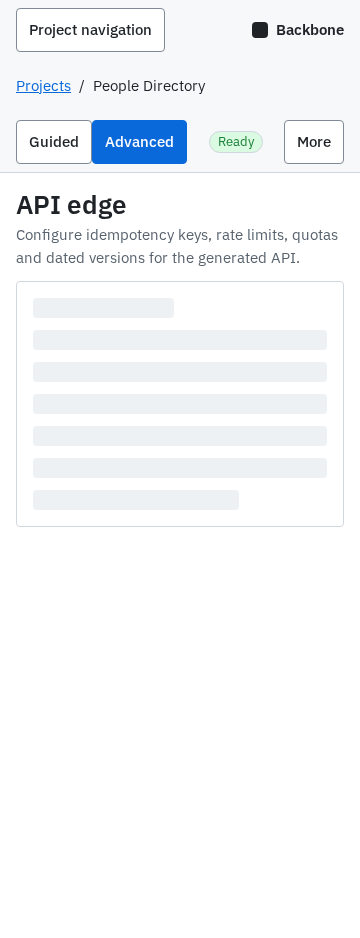 Project navigation
Backbone
Projects / People Directory
Guided
Advanced
Ready
More
API edge
Configure idempotency keys, rate limits, quotas
and dated versions for the generated API.